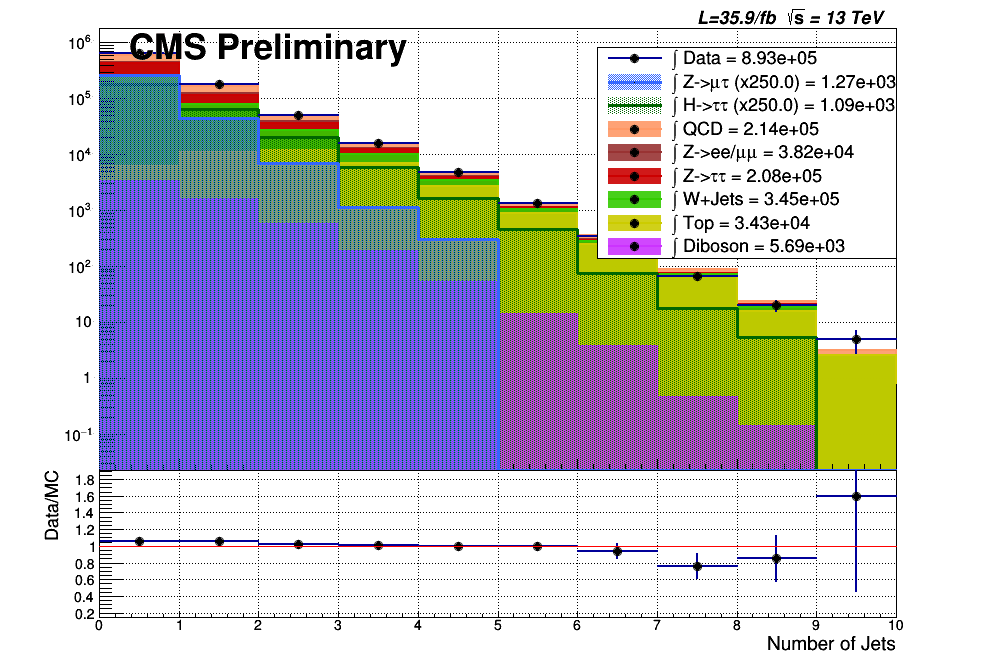 L=35.9/fb √s = 13 TeV
CMS Preliminary
∫ Data = 8.93e+05
∫ Z->μτ (x250.0) = 1.27e+03
∫ H->ττ (x250.0) = 1.09e+03
∫ QCD = 2.14e+05
∫ Z->ee/μμ = 3.82e+04
∫ Z->ττ = 2.08e+05
∫ W+Jets = 3.45e+05
∫ Top = 3.43e+04
∫ Diboson = 5.69e+03
10⁶
10⁵
10⁴
10³
10²
10
1
10⁻¹
Data/MC
1.8
1.6
1.4
1.2
1
0.8
0.6
0.4
0.2
0 1 2 3 4 5 6 7 8 9 10
Number of Jets